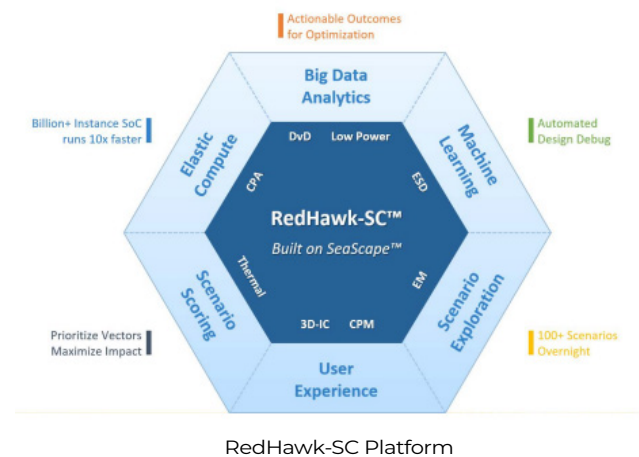 Actionable Outcomes
for Optimization
Big Data
Analytics
Billion+ Instance SoC
runs 10x faster
Elastic
Compute
Machine
Learning
Automated
Design Debug
DvD Low Power
CPA
ESD
RedHawk-SC™
Built on SeaScape™
Thermal
EM
3D-IC CPM
Scenario
Scoring
Scenario
Exploration
Prioritize Vectors
Maximize Impact
100+ Scenarios
Overnight
User
Experience
RedHawk-SC Platform